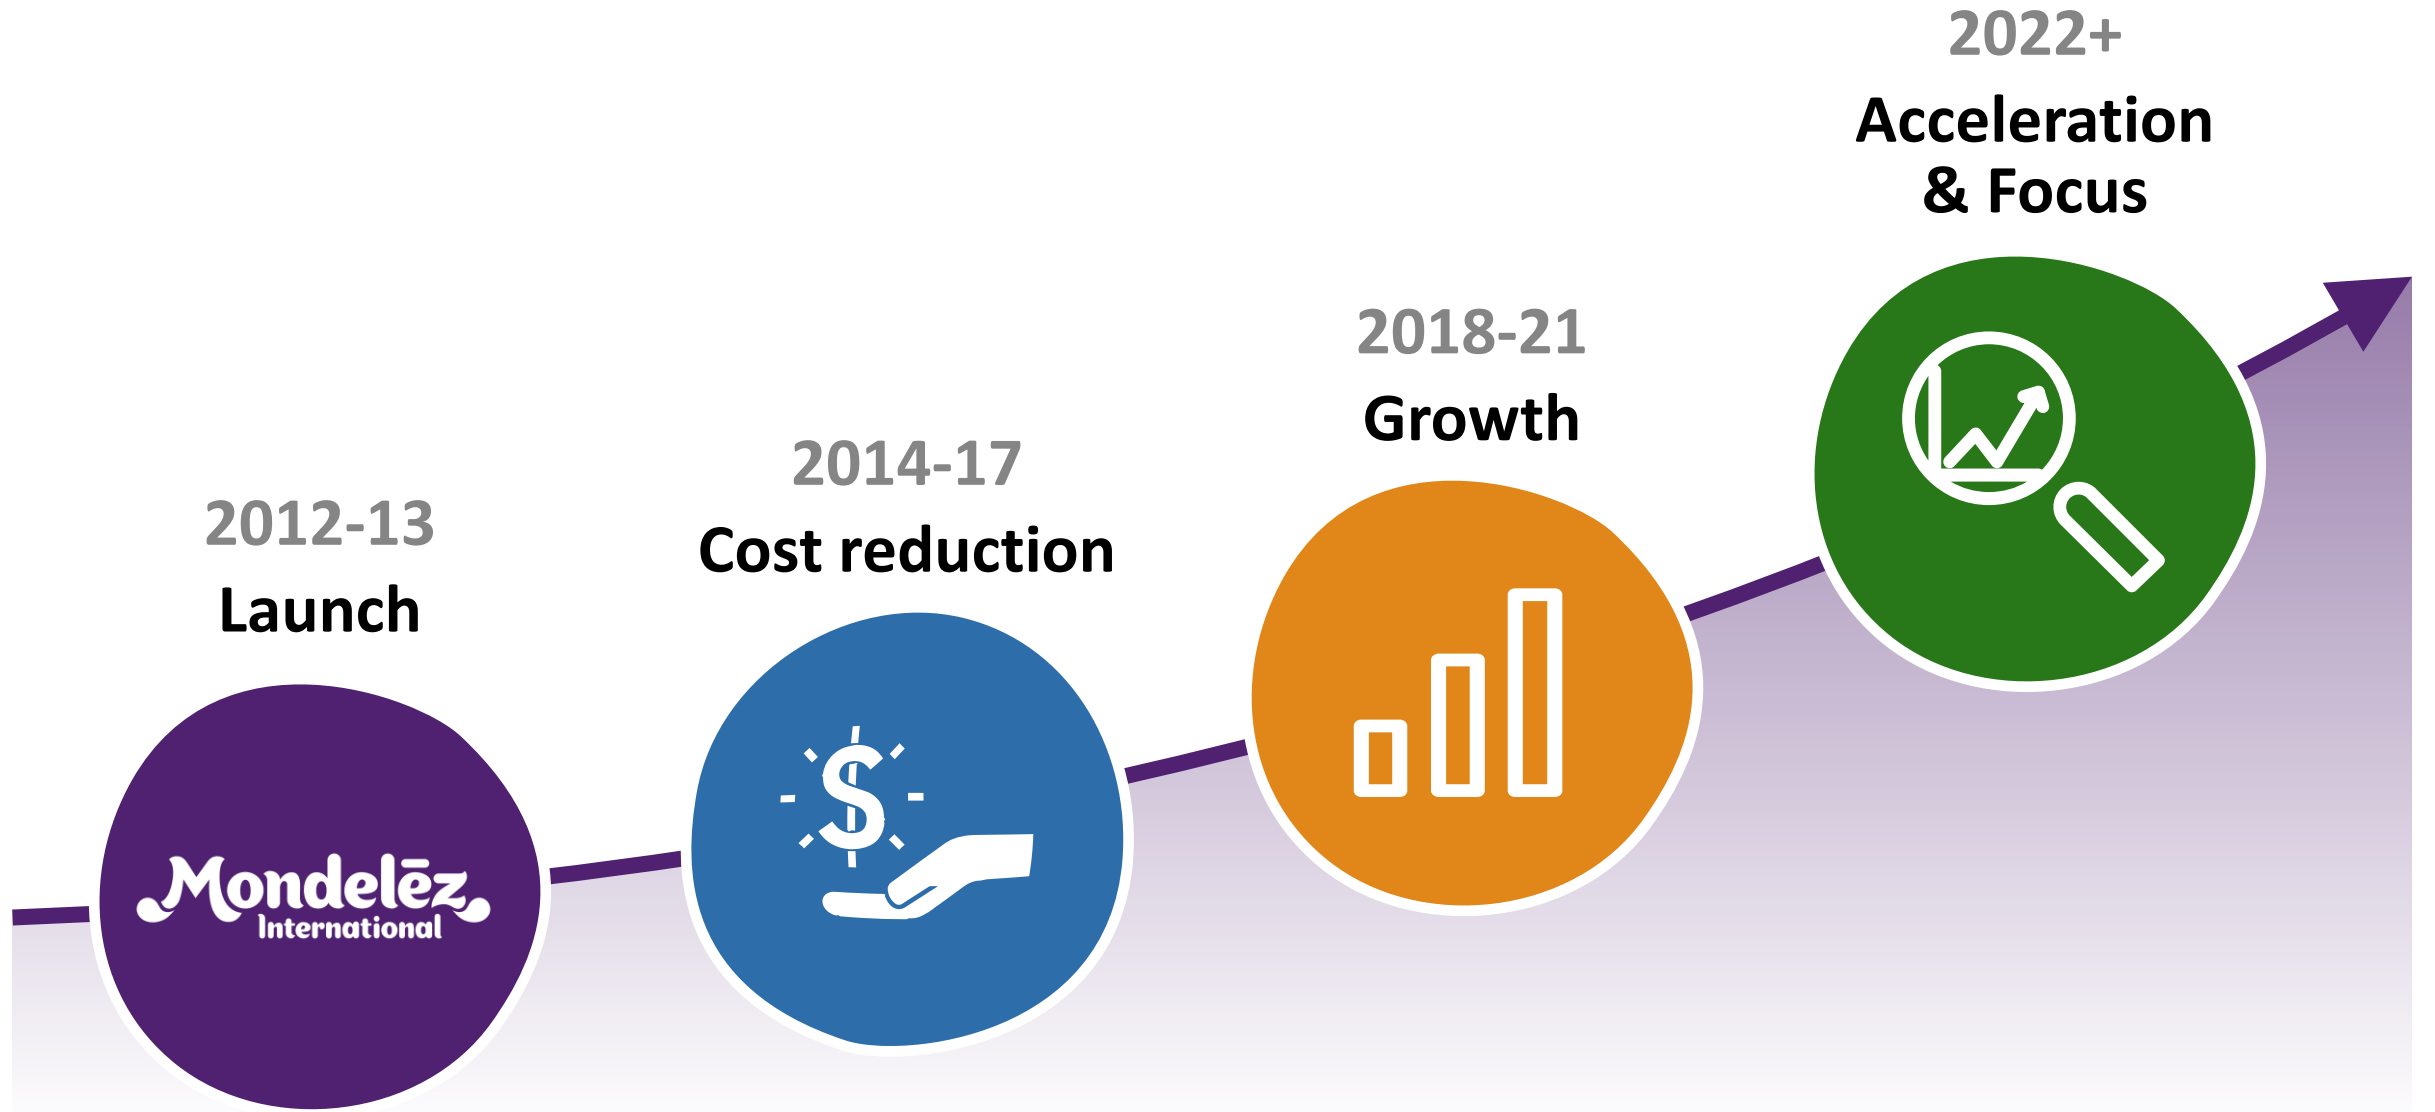 2012-13
Launch
Mondelēz
International
2014-17
Cost reduction
$
2018-21
Growth
2022+
Acceleration
& Focus